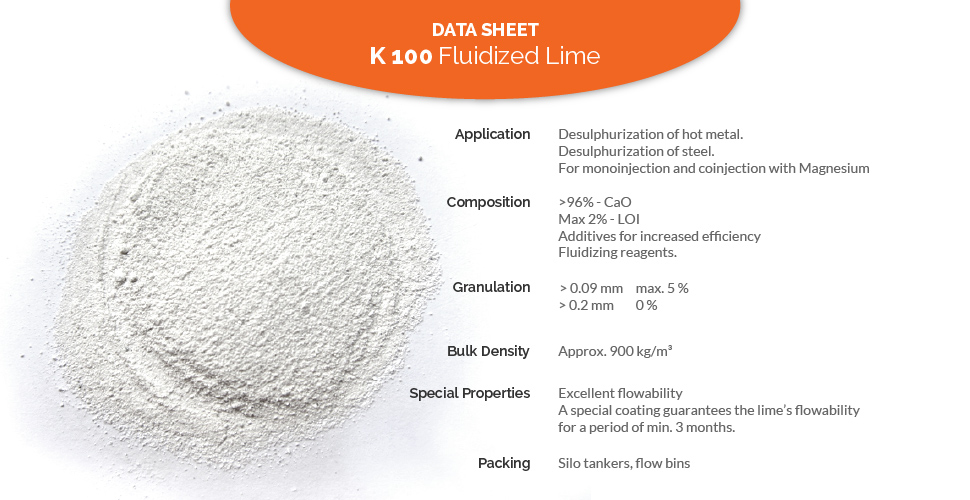 DATA SHEET
K 100 Fluidized Lime
Application
Desulphurization of hot metal.
Desulphurization of steel.
For monoinjection and coinjection with Magnesium
Composition
>96% - CaO
Max 2% - LOI
Additives for increased efficiency
Fluidizing reagents.
Granulation
> 0.09 mm max. 5 %
> 0.2 mm 0 %
Bulk Density
Approx. 900 kg/m³
Special Properties
Excellent flowability
A special coating guarantees the lime's flowability
for a period of min. 3 months.
Packing
Silo tankers, flow bins